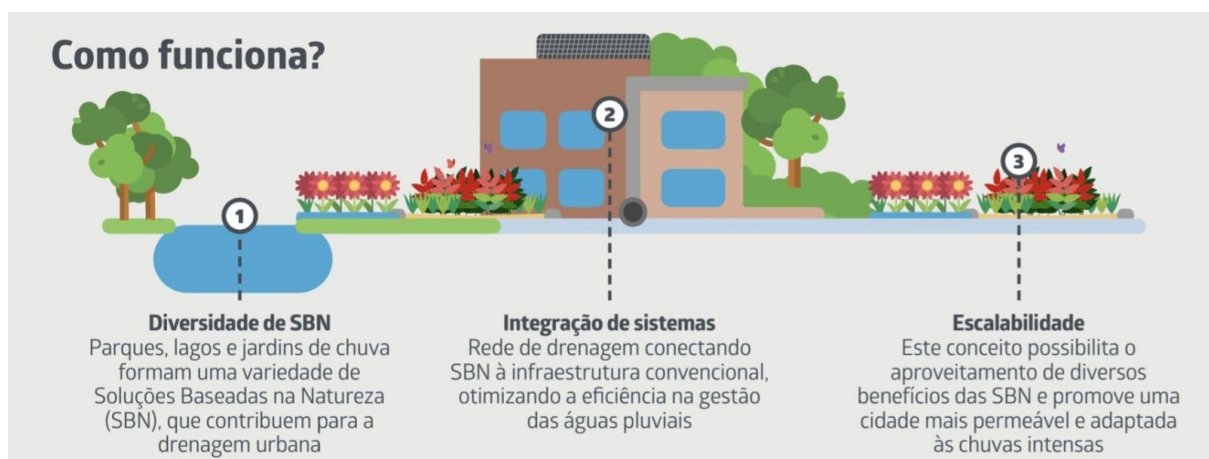 Como funciona?
1
2
3
Diversidade de SBN
Parques, lagos e jardins de chuva
formam uma variedade de
Soluções Baseadas na Natureza
(SBN), que contribuem para a
drenagem urbana
Integração de sistemas
Rede de drenagem conectando
SBN à infraestrutura convencional,
otimizando a eficiência na gestão
das águas pluviais
Escalabilidade
Este conceito possibilita o
aproveitamento de diversos
benefícios das SBN e promove uma
cidade mais permeável e adaptada
às chuvas intensas